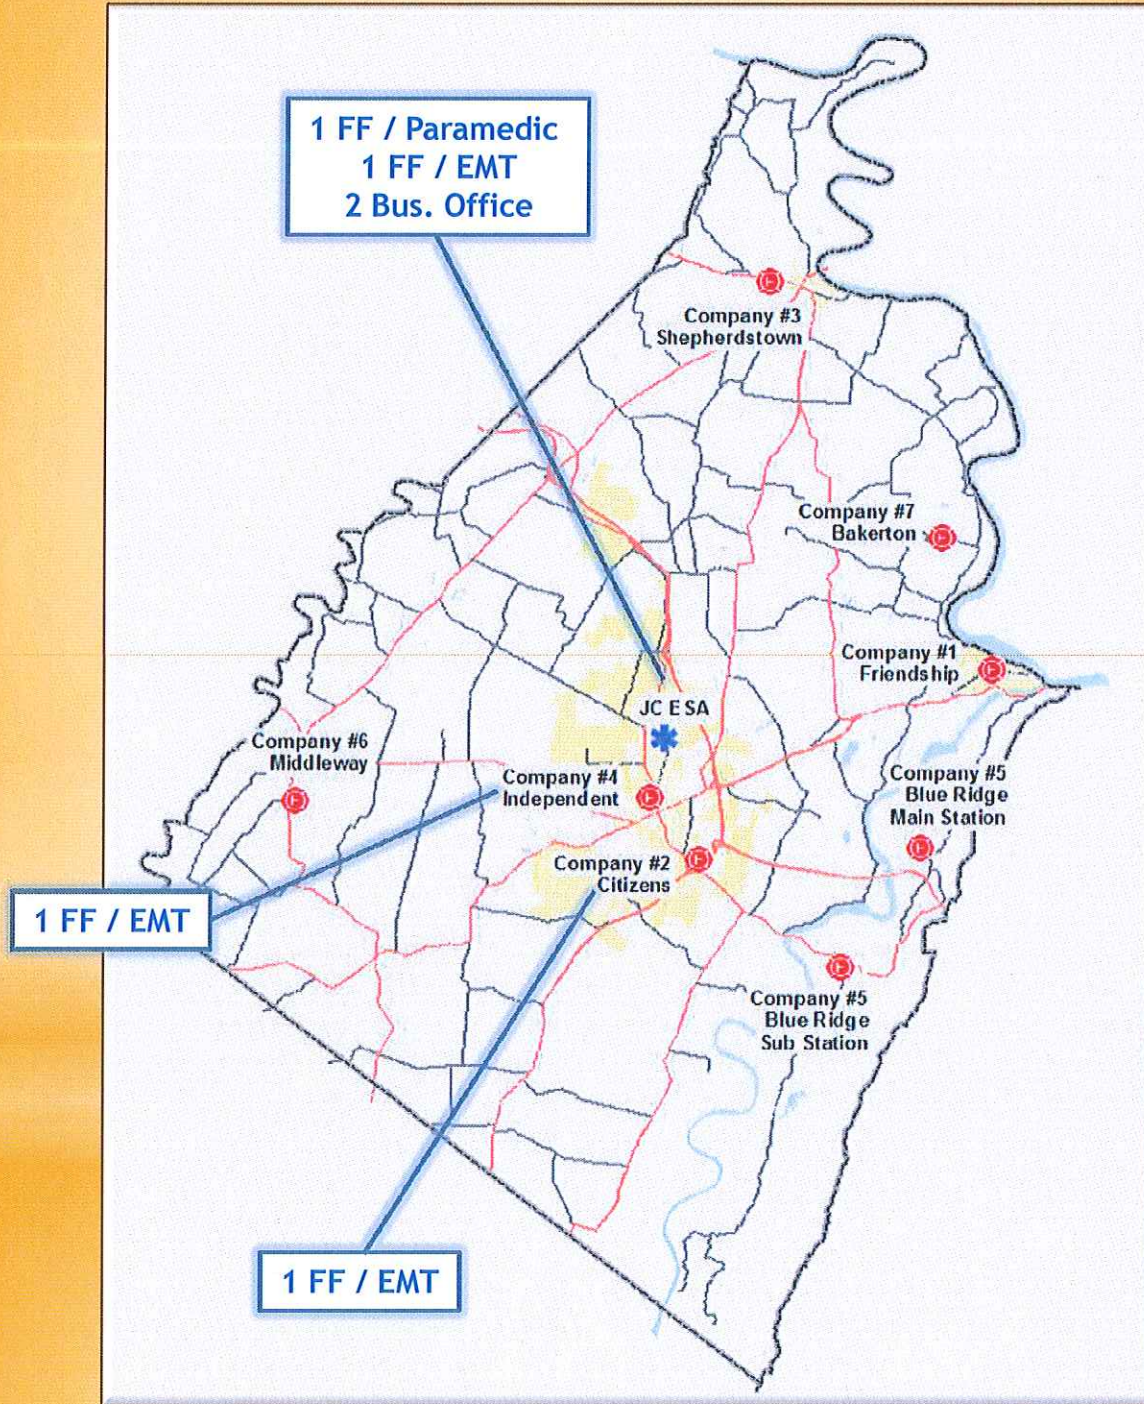 1 FF / Paramedic
1 FF / EMT
2 Bus. Office
Company #3
Shepherdstown
Company #7
Bakerton
Company #1
Friendship
JC ESA
Company #6
Middleway
Company #4
Independent
Company #5
Blue Ridge
Main Station
Company #2
Citizens
1 FF / EMT
Company #5
Blue Ridge
Sub Station
1 FF / EMT